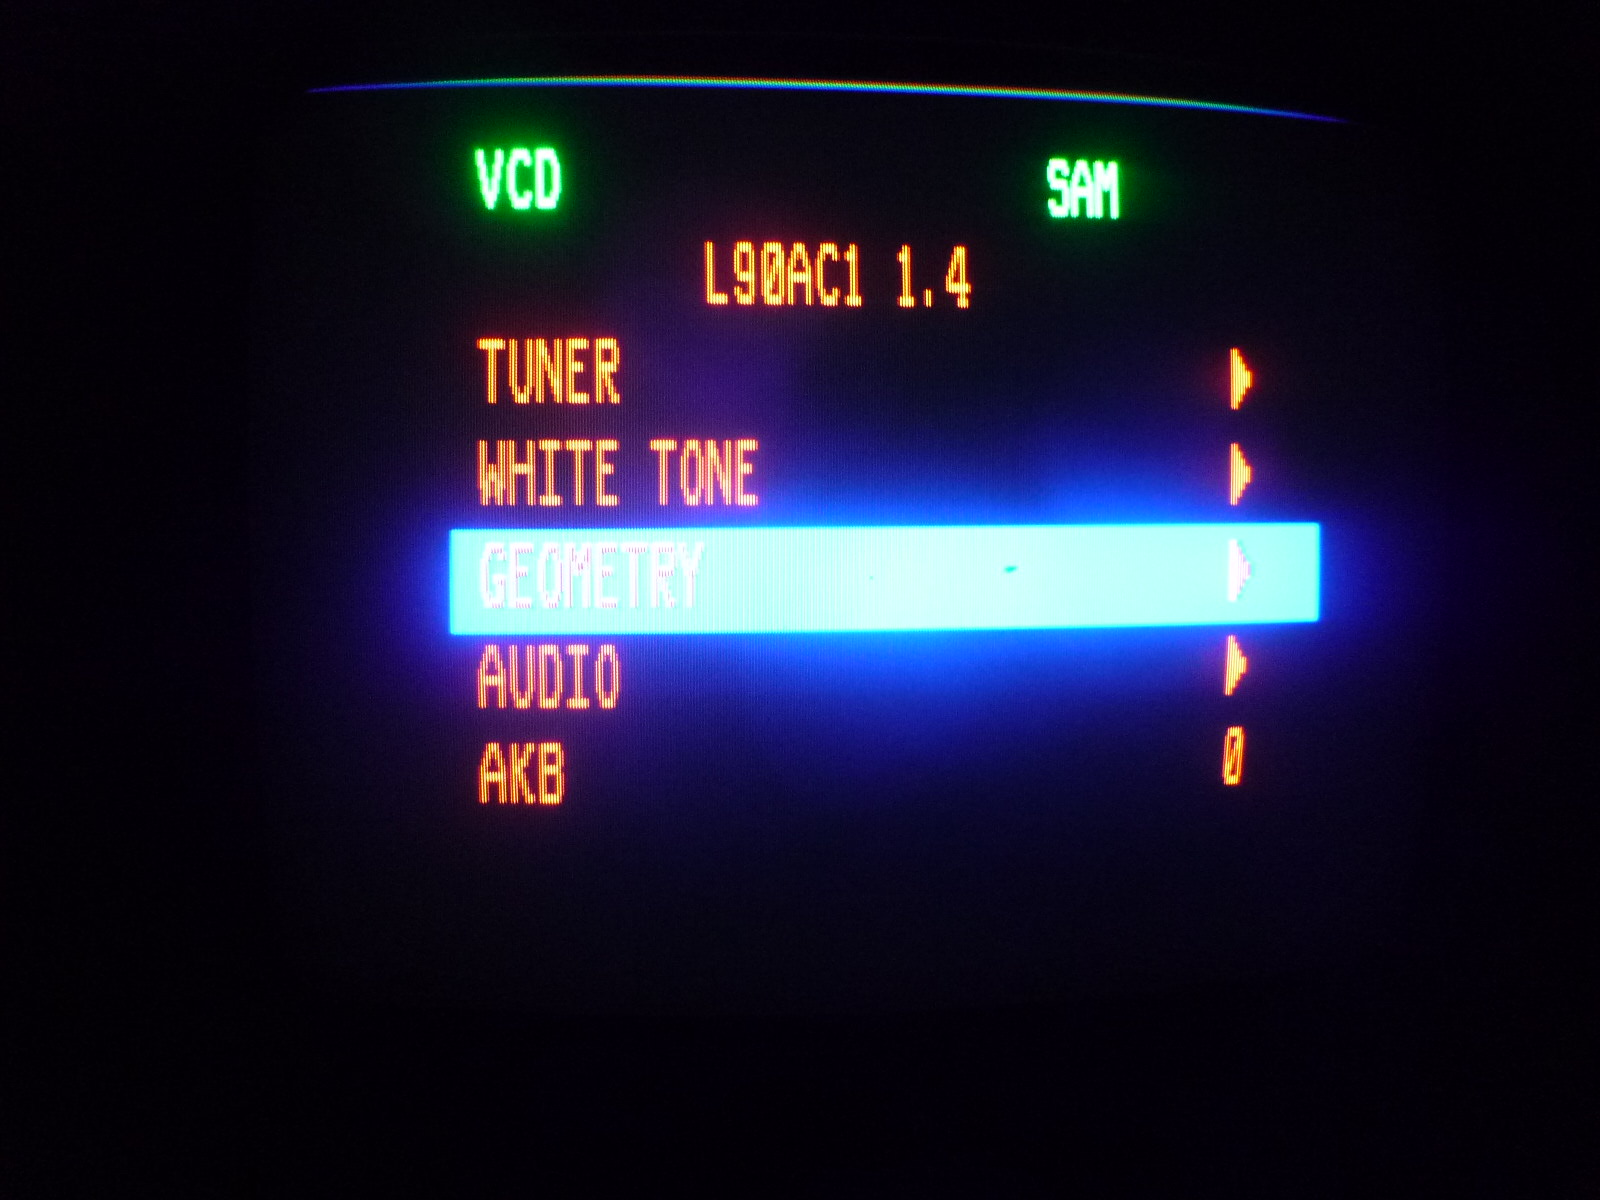 VCD SAM
L90AC1 1.4
TUNER
WHITE TONE
GEOMETRY
AUDIO
AKB 0